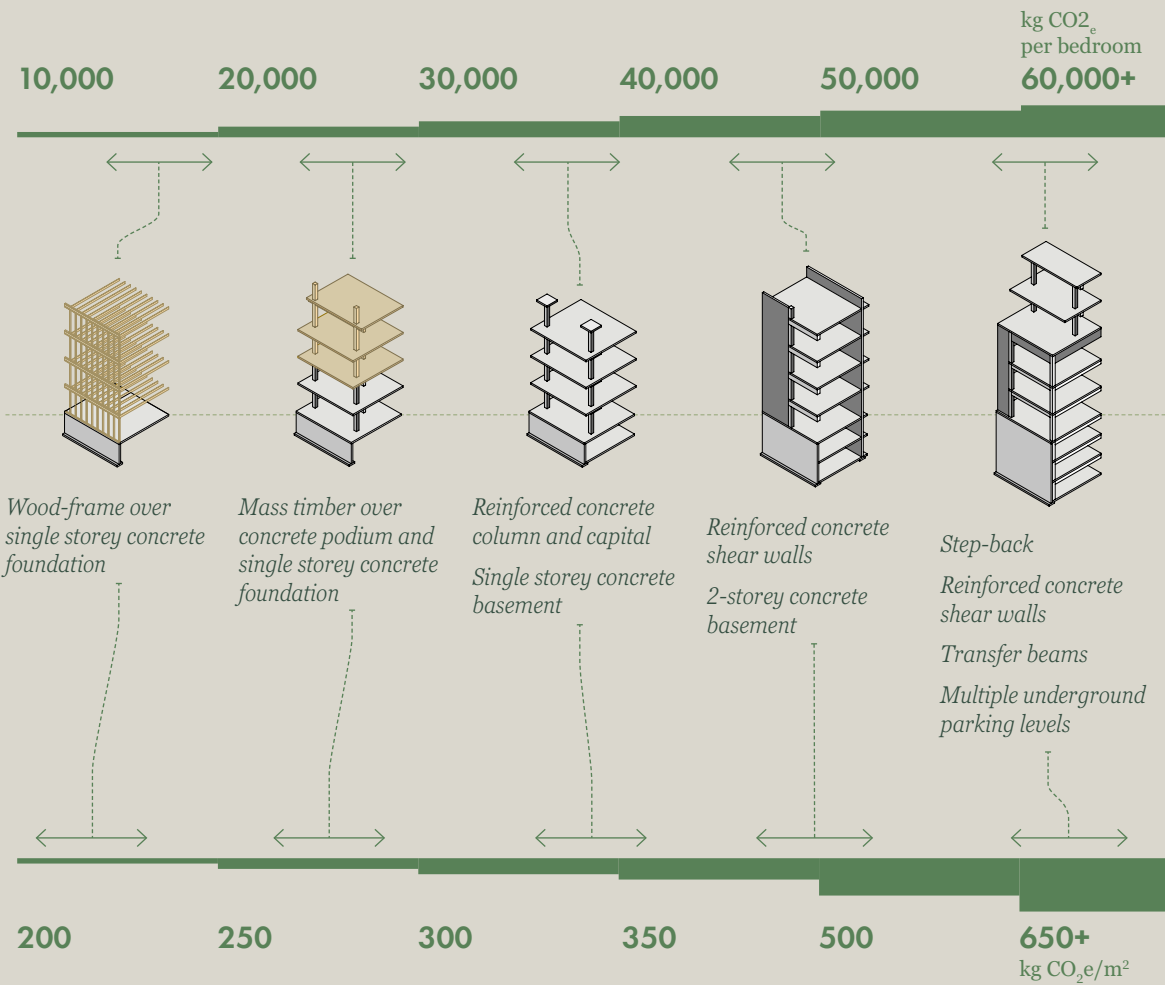 kg CO2e
per bedroom
10,000
20,000
30,000
40,000
50,000
60,000+
Wood-frame over
single storey concrete
foundation
Mass timber over
concrete podium and
single storey concrete
foundation
Reinforced concrete
column and capital
Single storey concrete
basement
Reinforced concrete
shear walls
2-storey concrete
basement
Step-back
Reinforced concrete
shear walls
Transfer beams
Multiple underground
parking levels
200
250
300
350
500
650+
kg CO₂e/m²